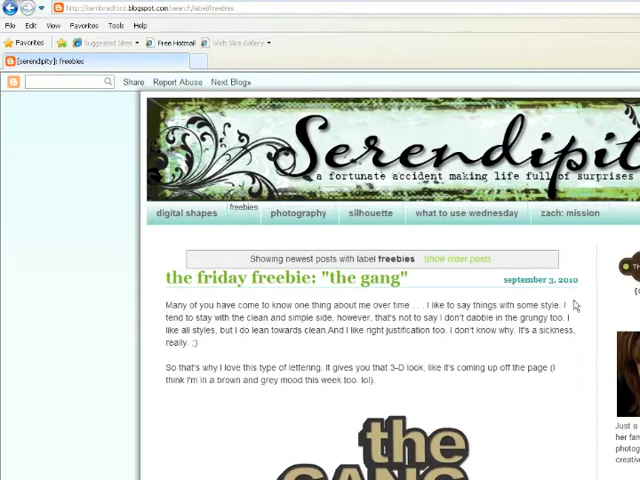 http://kerribradford.blogspot.com/search/label/freebies
File Edit View Favorites Tools Help
Favorites Suggested Sites Free Hotmail Web Slice Gallery
[serendipity]: freebies
Share Report Abuse Next Blog»
Serendipit
a fortunate accident making life full of surprises
digital shapes freebies photography silhouette what to use wednesday zach: mission
Showing newest posts with label freebies. Show older posts
the friday freebie: "the gang" september 3, 2010
Many of you have come to know one thing about me over time . . . I like to say things with some style. I
tend to stay with the clean and simple side, however, that's not to say I don't dabble in the grungy too. I
like all styles, but I do lean towards clean.And I like right justification too. I don't know why. It's a sickness,
really. ;)
So that's why I love this type of lettering. It gives you that 3-D look, like it's coming up off the page (I
think I'm in a brown and grey mood this week too. lol).
the
GANG
Just a
her fam
photog
creative